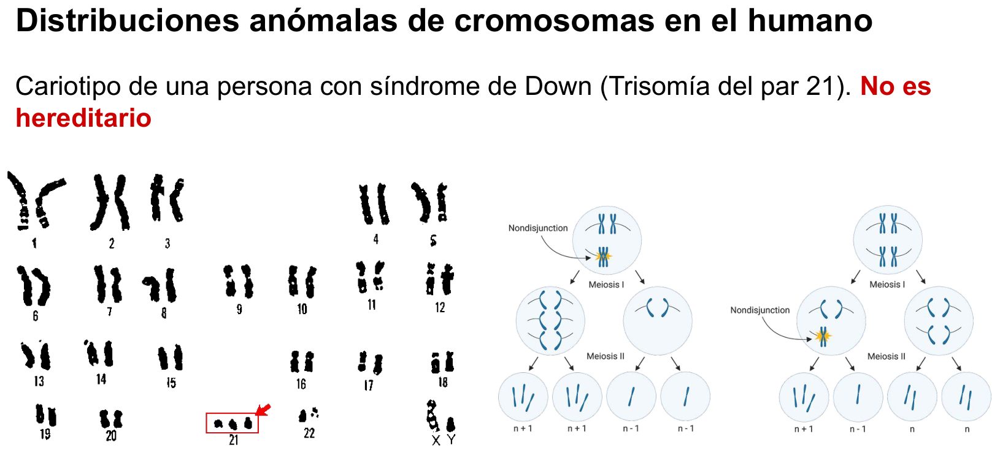 Distribuciones anómalas de cromosomas en el humano
Cariotipo de una persona con síndrome de Down (Trisomía del par 21). No es
hereditario
1 2 3 4 5
6 7 8 9 10 11 12
13 14 15 16 17 18
19 20 21 22 X Y
Nondisjunction
Meiosis I
Meiosis II
n + 1 n + 1 n - 1 n - 1
Nondisjunction
Meiosis I
Meiosis II
n + 1 n - 1 n n